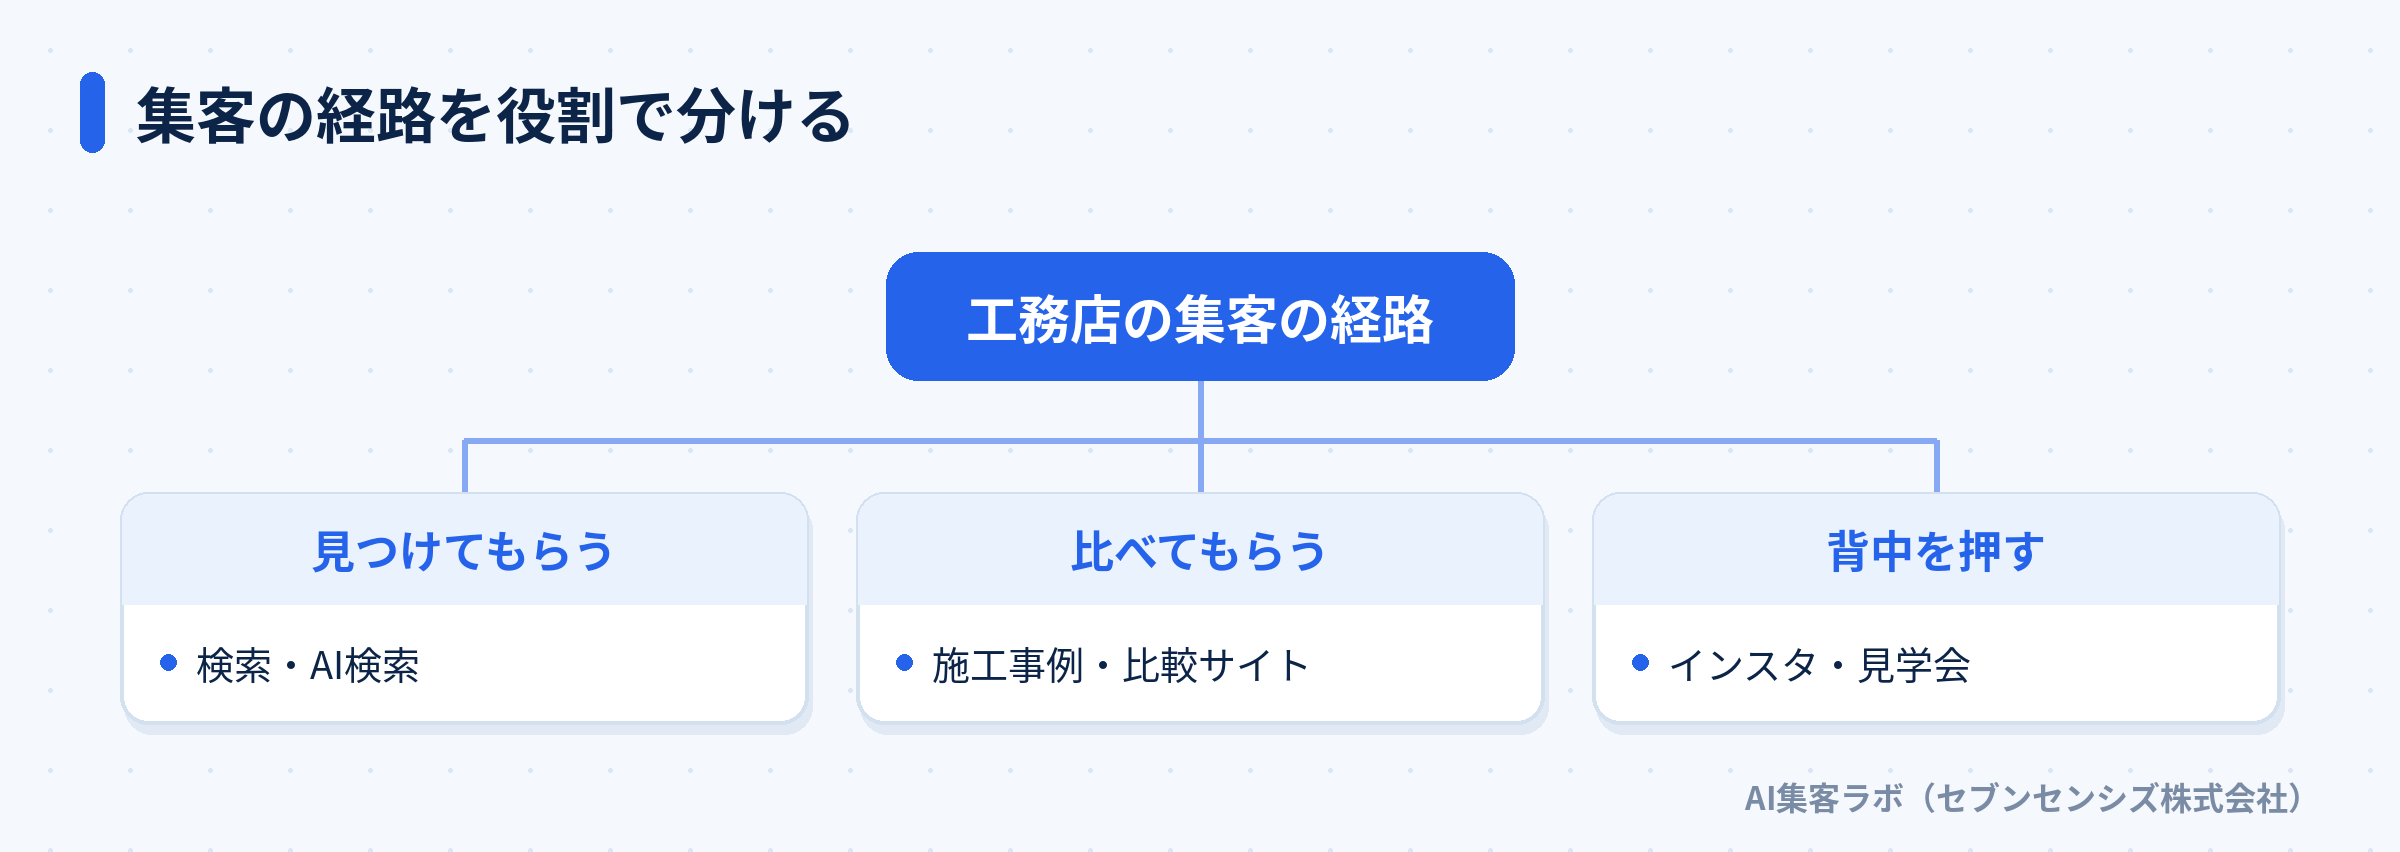 集客の経路を役割で分ける
工務店の集客の経路
見つけてもらう
• 検索・AI検索
比べてもらう
• 施工事例・比較サイト
背中を押す
• インスタ・見学会
AI集客ラボ（セブンセンシズ株式会社）